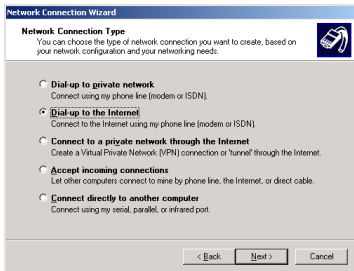 Network Connection Wizard
Network Connection Type
You can choose the type of network connection you want to create, based on
your network configuration and your networking needs.
Dial-up to private network
Connect using my phone line (modem or ISDN).
Dial-up to the Internet
Connect to the Internet using my phone line (modem or ISDN).
Connect to a private network through the Internet
Create a Virtual Private Network (VPN) connection or 'tunnel' through the Internet.
Accept incoming connections
Let other computers connect to mine by phone line, the Internet, or direct cable.
Connect directly to another computer
Connect using my serial, parallel, or infrared port.
< Back Next > Cancel